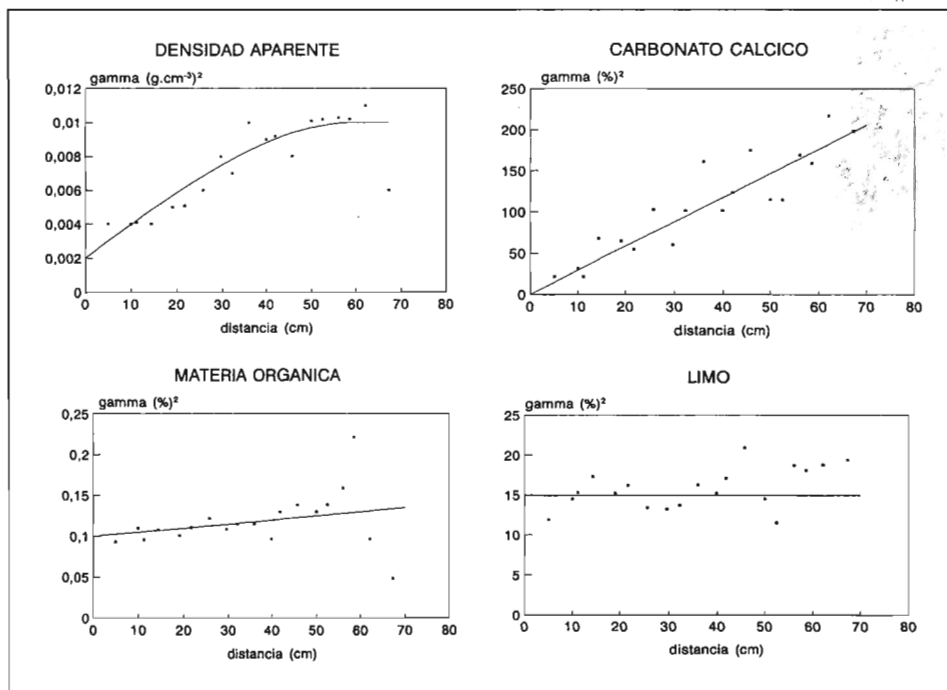 DENSIDAD APARENTE
gamma (g.cm⁻³)²
0,012
0,01
0,008
0,006
0,004
0,002
0
0 10 20 30 40 50 60 70 80
distancia (cm)
CARBONATO CALCICO
gamma (%)²
250
200
150
100
50
0
0 10 20 30 40 50 60 70 80
distancia (cm)
MATERIA ORGANICA
gamma (%)²
0,25
0,2
0,15
0,1
0,05
0
0 10 20 30 40 50 60 70 80
distancia (cm)
LIMO
gamma (%)²
25
20
15
10
5
0
0 10 20 30 40 50 60 70 80
distancia (cm)